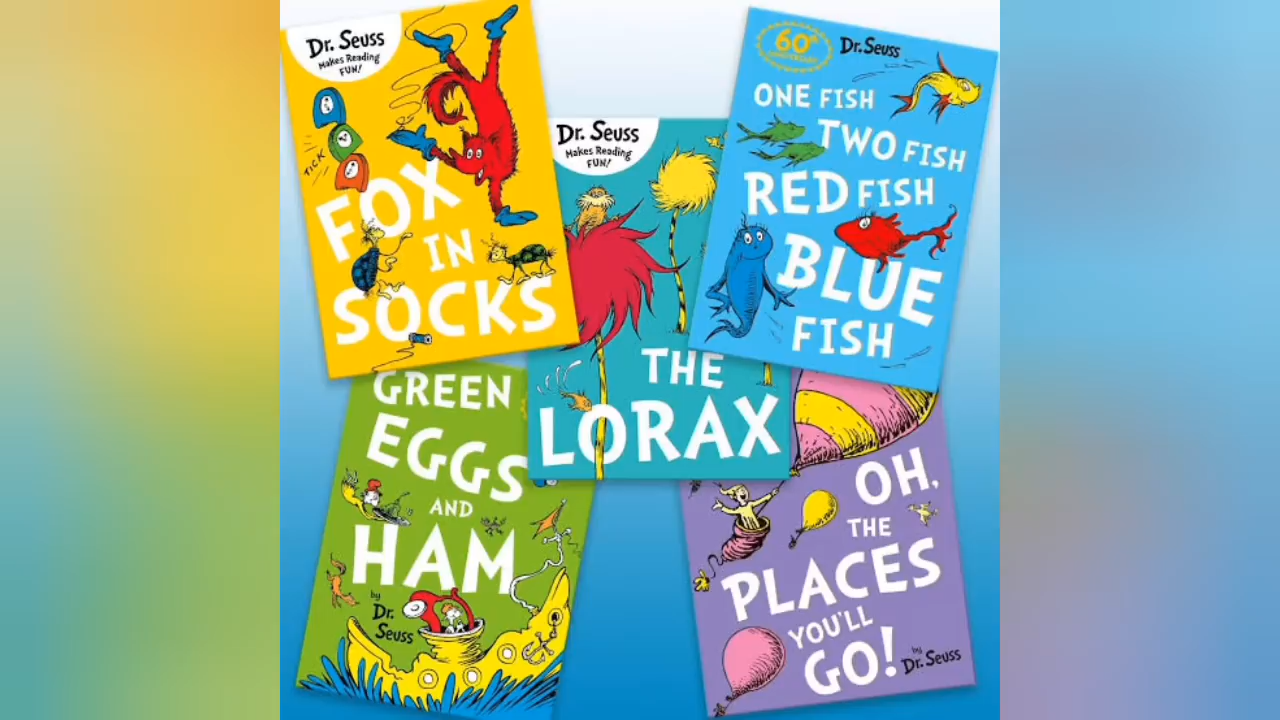 Dr. Seuss
Makes Reading
FUN!
TICK
FOX
IN
SOCKS
Dr. Seuss
Makes Reading
FUN!
THE
LORAX
60th
ANNIVERSARY
Dr. Seuss
ONE FISH
TWO FISH
RED FISH
BLUE
FISH
GREEN
EGGS
AND
HAM
by
Dr.
Seuss
OH,
THE
PLACES
YOU'LL
GO!
by
Dr. Seuss